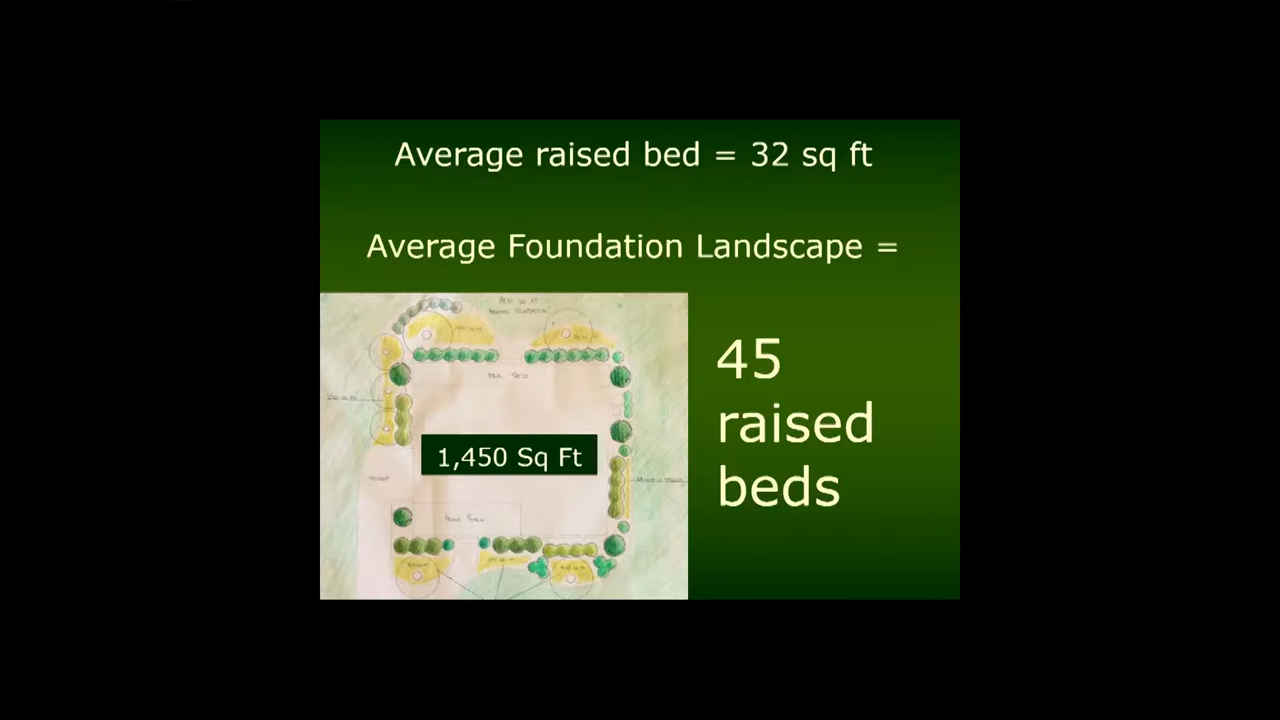 Average raised bed = 32 sq ft
Average Foundation Landscape =
1,450 Sq Ft
45
raised
beds